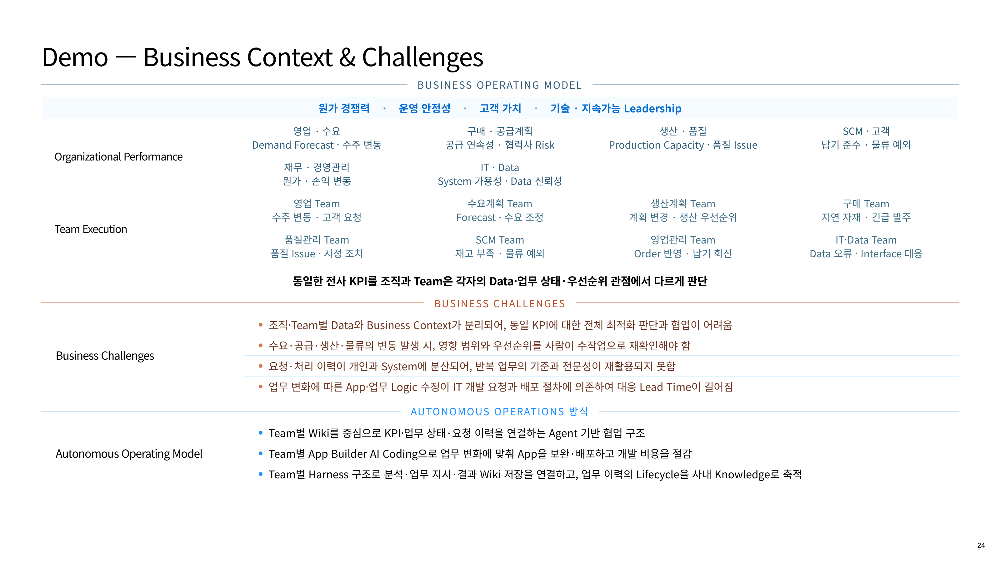 Demo — Business Context & Challenges
BUSINESS OPERATING MODEL
원가 경쟁력 · 운영 안정성 · 고객 가치 · 기술 · 지속가능 Leadership
Organizational Performance
영업 · 수요
Demand Forecast · 수주 변동
구매 · 공급계획
공급 연속성 · 협력사 Risk
생산 · 품질
Production Capacity · 품질 Issue
SCM · 고객
납기 준수 · 물류 예외
재무 · 경영관리
원가 · 손익 변동
IT · Data
System 가용성 · Data 신뢰성
Team Execution
영업 Team
수주 변동 · 고객 요청
수요계획 Team
Forecast · 수요 조정
생산계획 Team
계획 변경 · 생산 우선순위
구매 Team
지연 자재 · 긴급 발주
품질관리 Team
품질 Issue · 시정 조치
SCM Team
재고 부족 · 물류 예외
영업관리 Team
Order 반영 · 납기 회신
IT·Data Team
Data 오류 · Interface 대응
동일한 전사 KPI를 조직과 Team은 각자의 Data·업무 상태·우선순위 관점에서 다르게 판단
BUSINESS CHALLENGES
Business Challenges
• 조직·Team별 Data와 Business Context가 분리되어, 동일 KPI에 대한 전체 최적화 판단과 협업이 어려움
• 수요·공급·생산·물류의 변동 발생 시, 영향 범위와 우선순위를 사람이 수작업으로 재확인해야 함
• 요청·처리 이력이 개인과 System에 분산되어, 반복 업무의 기준과 전문성이 재활용되지 못함
• 업무 변화에 따른 App·업무 Logic 수정이 IT 개발 요청과 배포 절차에 의존하여 대응 Lead Time이 길어짐
AUTONOMOUS OPERATIONS 방식
Autonomous Operating Model
• Team별 Wiki를 중심으로 KPI·업무 상태·요청 이력을 연결하는 Agent 기반 협업 구조
• Team별 App Builder AI Coding으로 업무 변화에 맞춰 App을 보완·배포하고 개발 비용을 절감
• Team별 Harness 구조로 분석·업무 지시·결과 Wiki 저장을 연결하고, 업무 이력의 Lifecycle을 사내 Knowledge로 축적
24